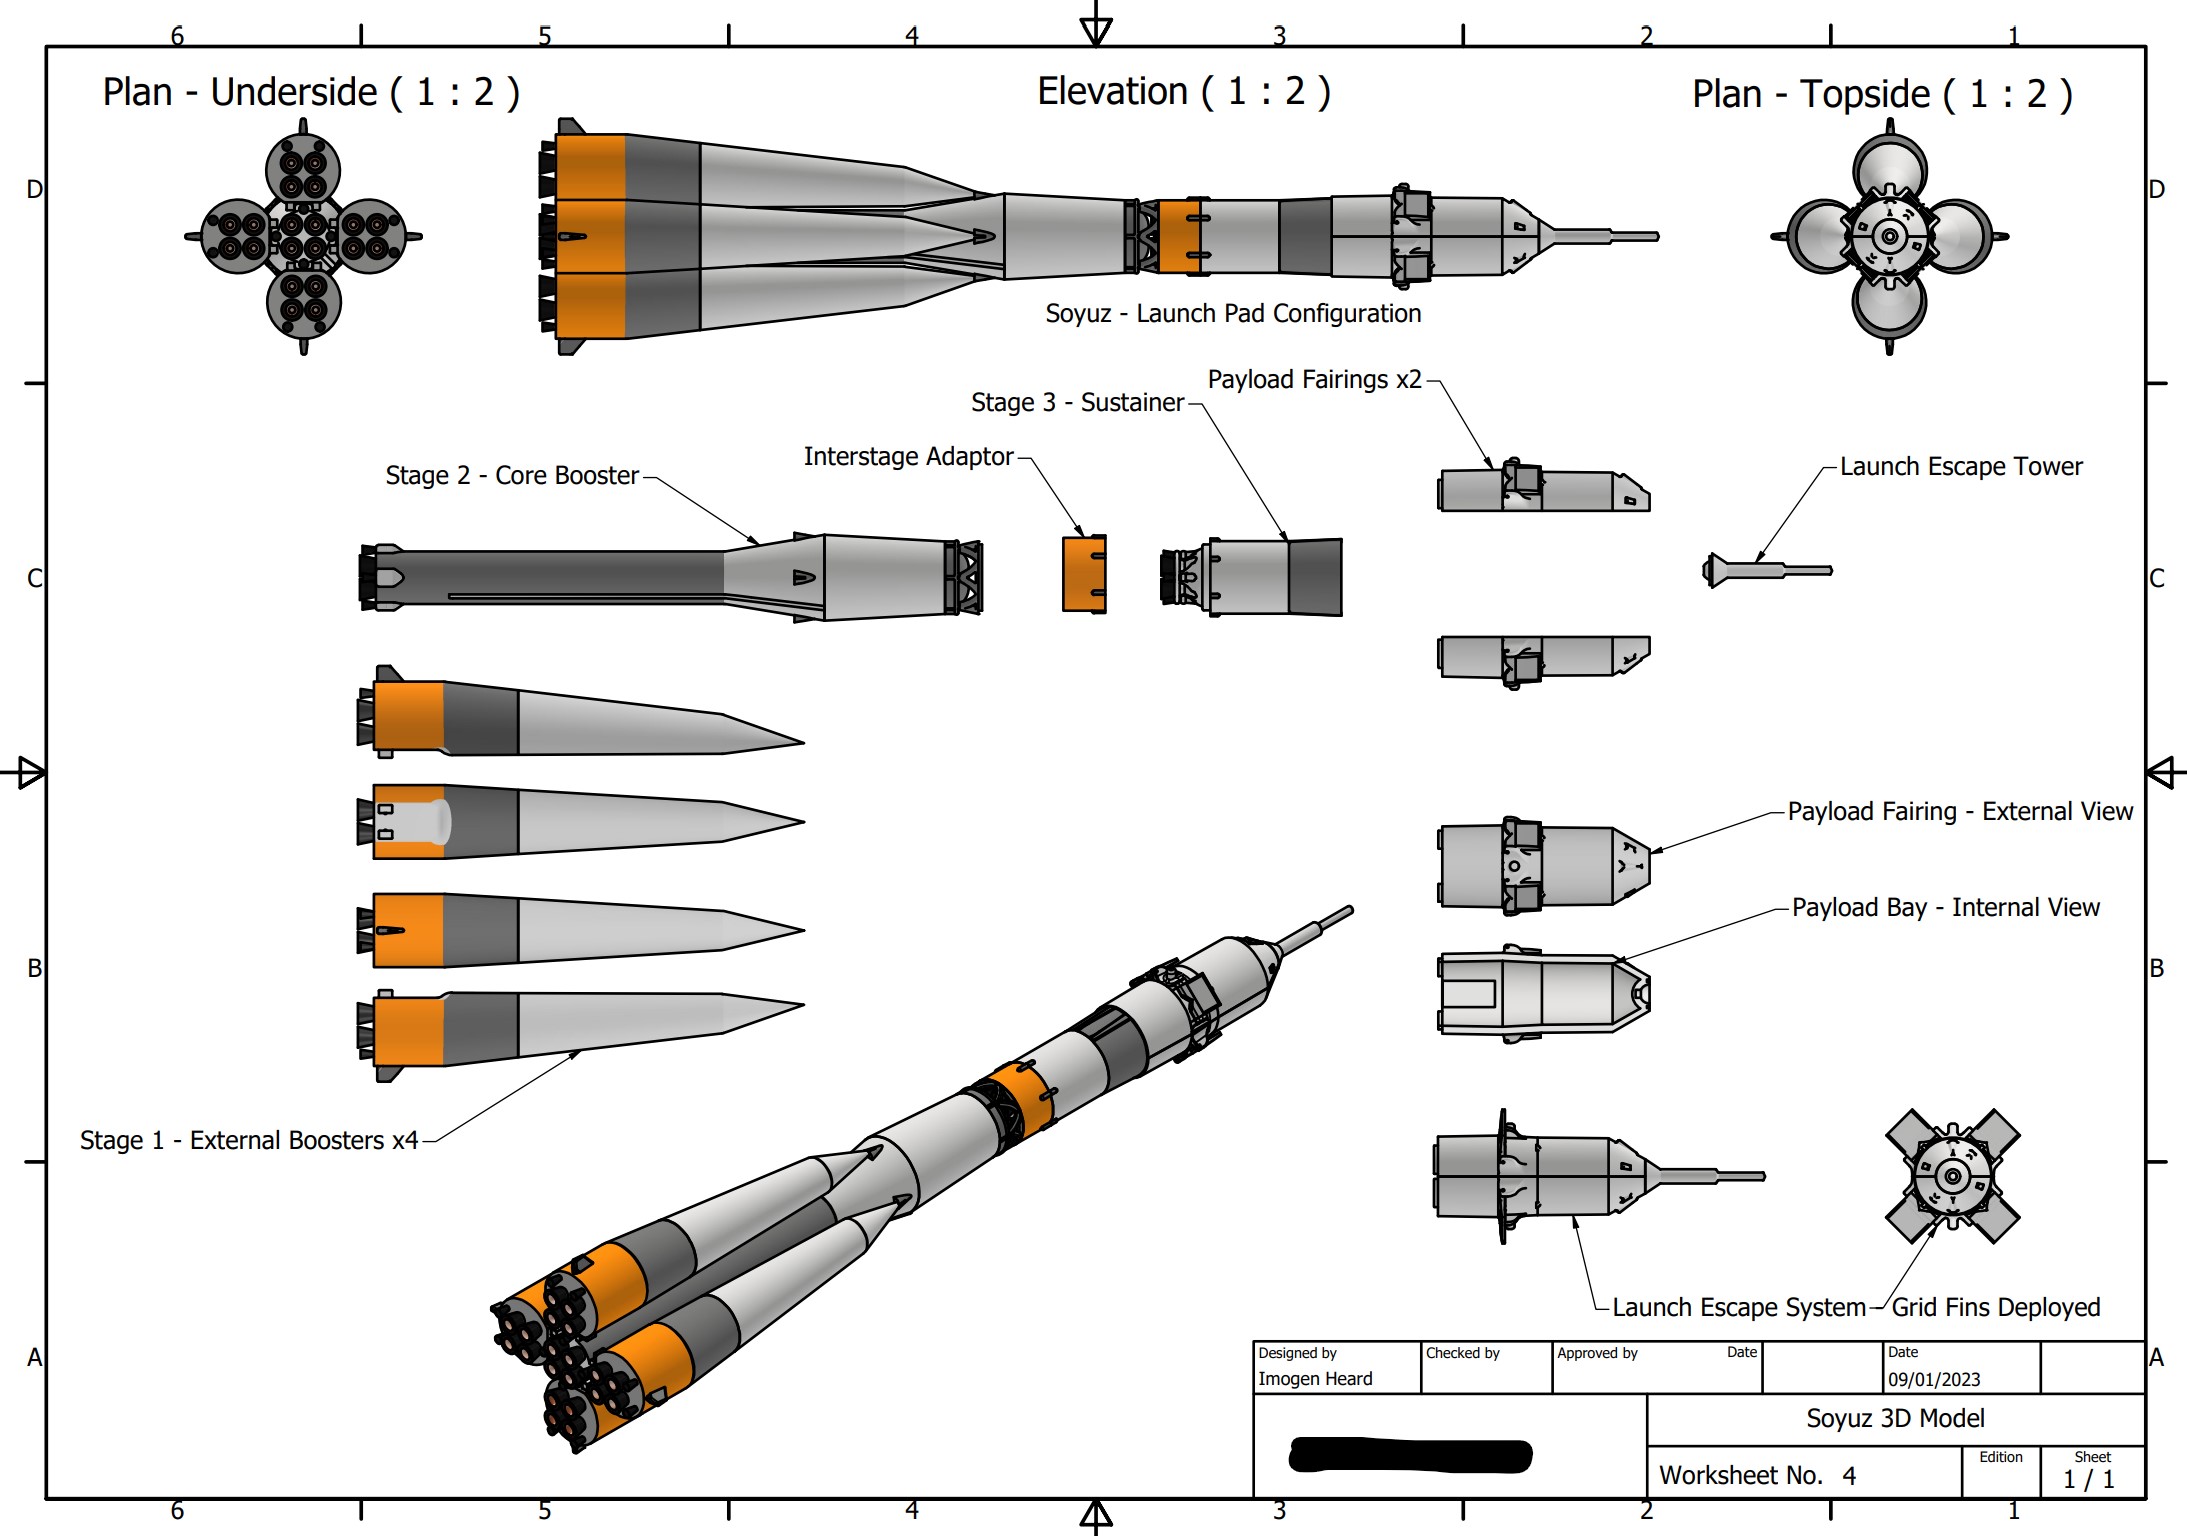 6 5 4 3 2 1
Plan - Underside ( 1 : 2 )
Elevation ( 1 : 2 )
Plan - Topside ( 1 : 2 )
D D
Soyuz - Launch Pad Configuration
Payload Fairings x2
Stage 3 - Sustainer
Interstage Adaptor
Stage 2 - Core Booster
Launch Escape Tower
C C
Payload Fairing - External View
Payload Bay - Internal View
B B
Stage 1 - External Boosters x4
Launch Escape System - Grid Fins Deployed
A A
Designed by
Imogen Heard
Checked by
Approved by
Date
Date
09/01/2023
Soyuz 3D Model
Worksheet No. 4
Edition
Sheet
1 / 1
6 5 4 3 2 1